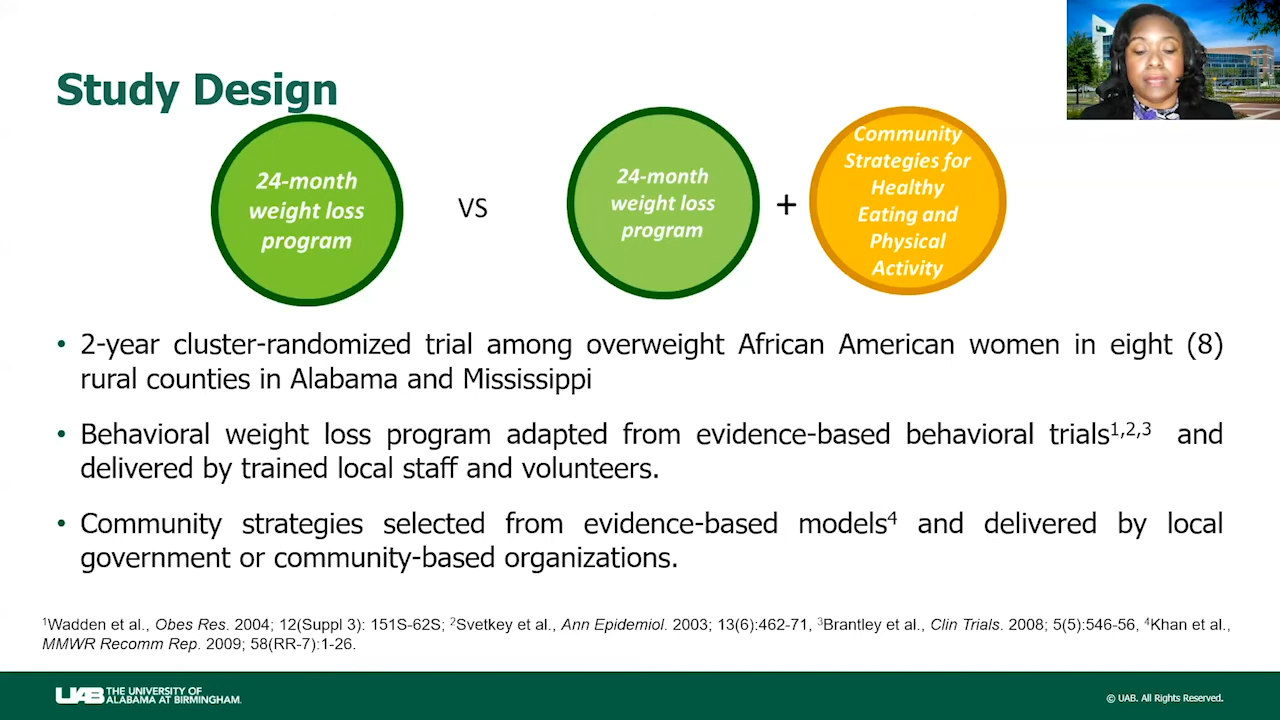 Study Design
24-month
weight loss
program
VS
24-month
weight loss
program
+
Community
Strategies for
Healthy
Eating and
Physical
Activity
• 2-year cluster-randomized trial among overweight African American women in eight (8)
rural counties in Alabama and Mississippi
• Behavioral weight loss program adapted from evidence-based behavioral trials1,2,3 and
delivered by trained local staff and volunteers.
• Community strategies selected from evidence-based models4 and delivered by local
government or community-based organizations.
1Wadden et al., Obes Res. 2004; 12(Suppl 3): 151S-62S; 2Svetkey et al., Ann Epidemiol. 2003; 13(6):462-71, 3Brantley et al., Clin Trials. 2008; 5(5):546-56, 4Khan et al.,
MMWR Recomm Rep. 2009; 58(RR-7):1-26.
UAB THE UNIVERSITY OF
ALABAMA AT BIRMINGHAM.
© UAB. All Rights Reserved.